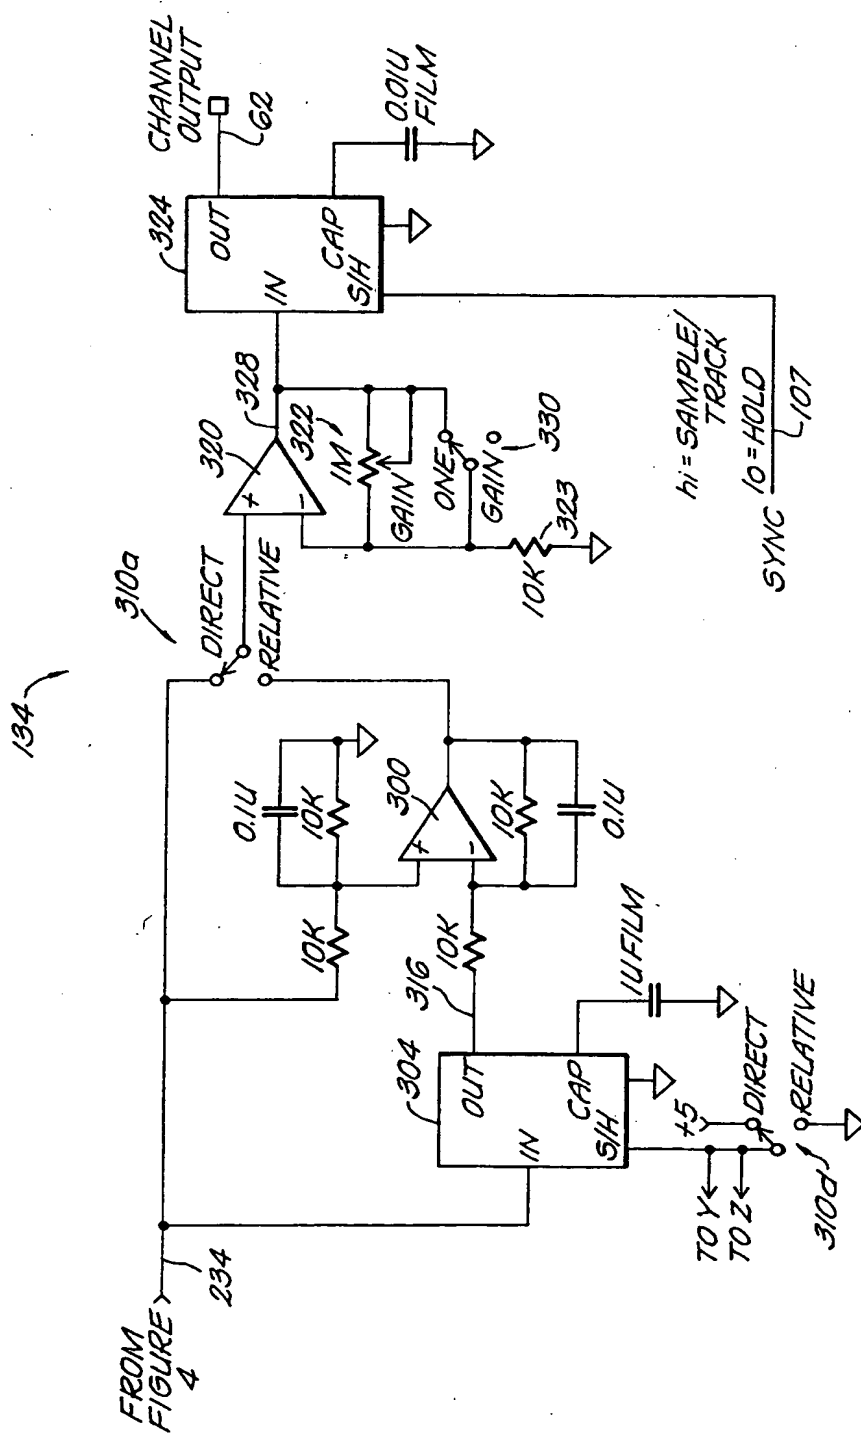 134
FROM
FIGURE
4
234
310a
DIRECT
RELATIVE
0.1U
10K
10K
300
+
-
10K
10K
0.1U
316
304
IN
OUT
CAP
S/H
1U FILM
+5
DIRECT
RELATIVE
TO Y
TO Z
310d
320
+
-
328
322
1M
GAIN
ONE
GAIN
330
10K
323
324
IN
OUT
CAP
S/H
CHANNEL
OUTPUT
62
0.01U
FILM
hi = SAMPLE/
TRACK
lo = HOLD
SYNC
107